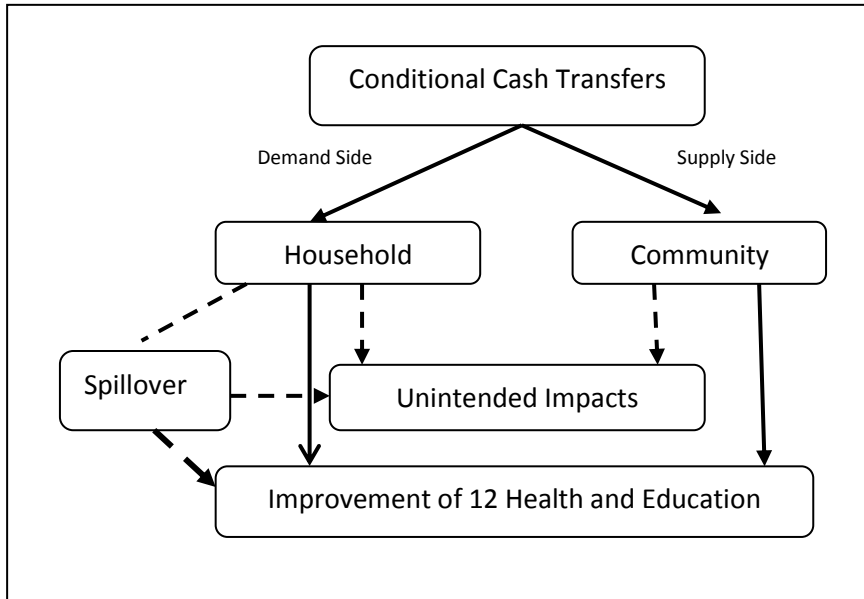 Conditional Cash Transfers
Demand Side
Supply Side
Household
Community
Spillover
Unintended Impacts
Improvement of 12 Health and Education